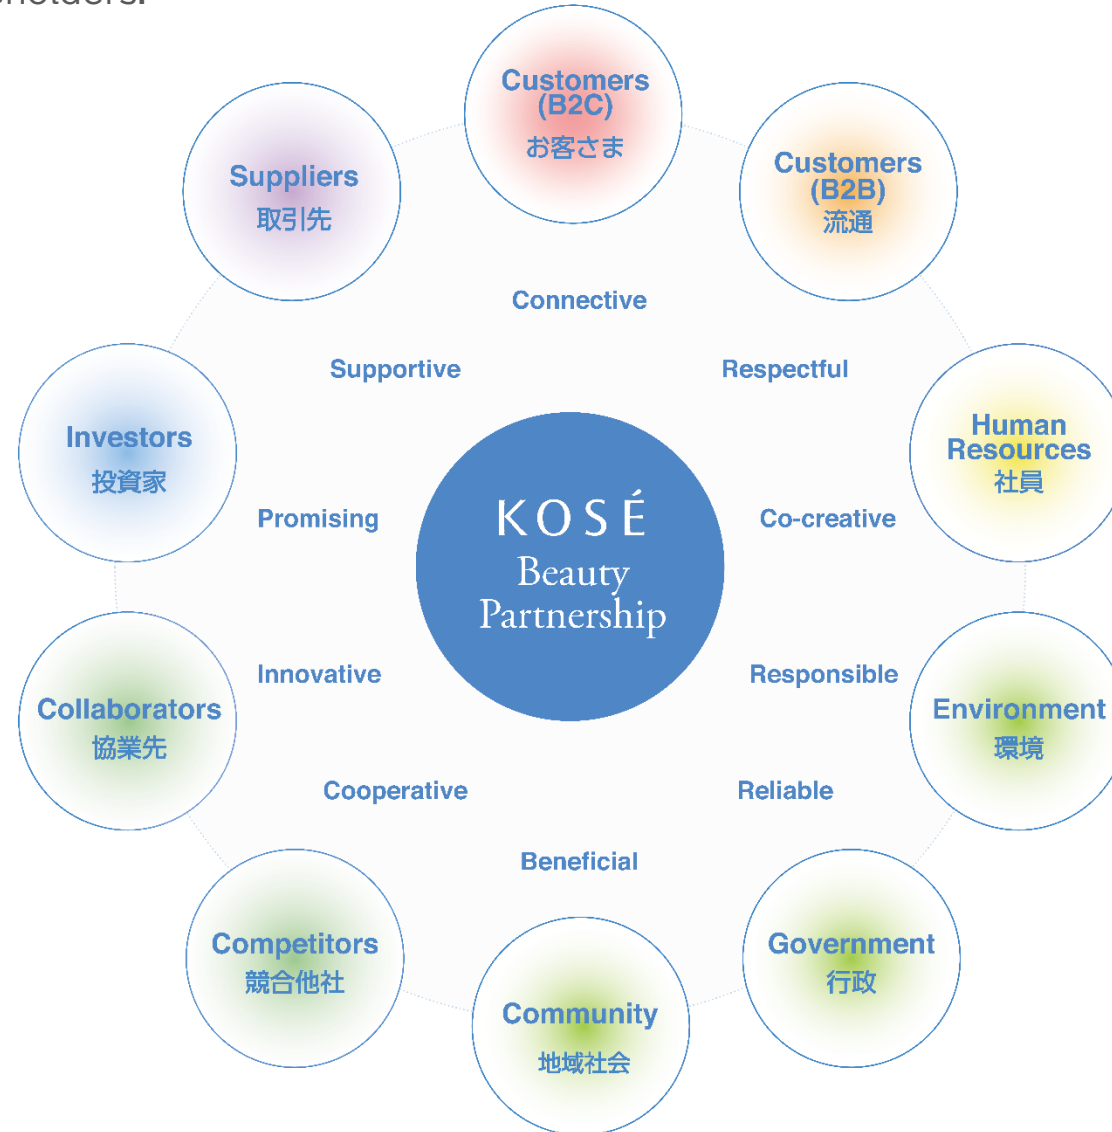 holders.
Customers
(B2C)
お客さま
Customers
(B2B)
流通
Human
Resources
社員
Environment
環境
Government
行政
Community
地域社会
Competitors
競合他社
Collaborators
協業先
Investors
投資家
Suppliers
取引先
Connective
Respectful
Co-creative
Responsible
Reliable
Beneficial
Cooperative
Innovative
Promising
Supportive
KOSÉ
Beauty
Partnership